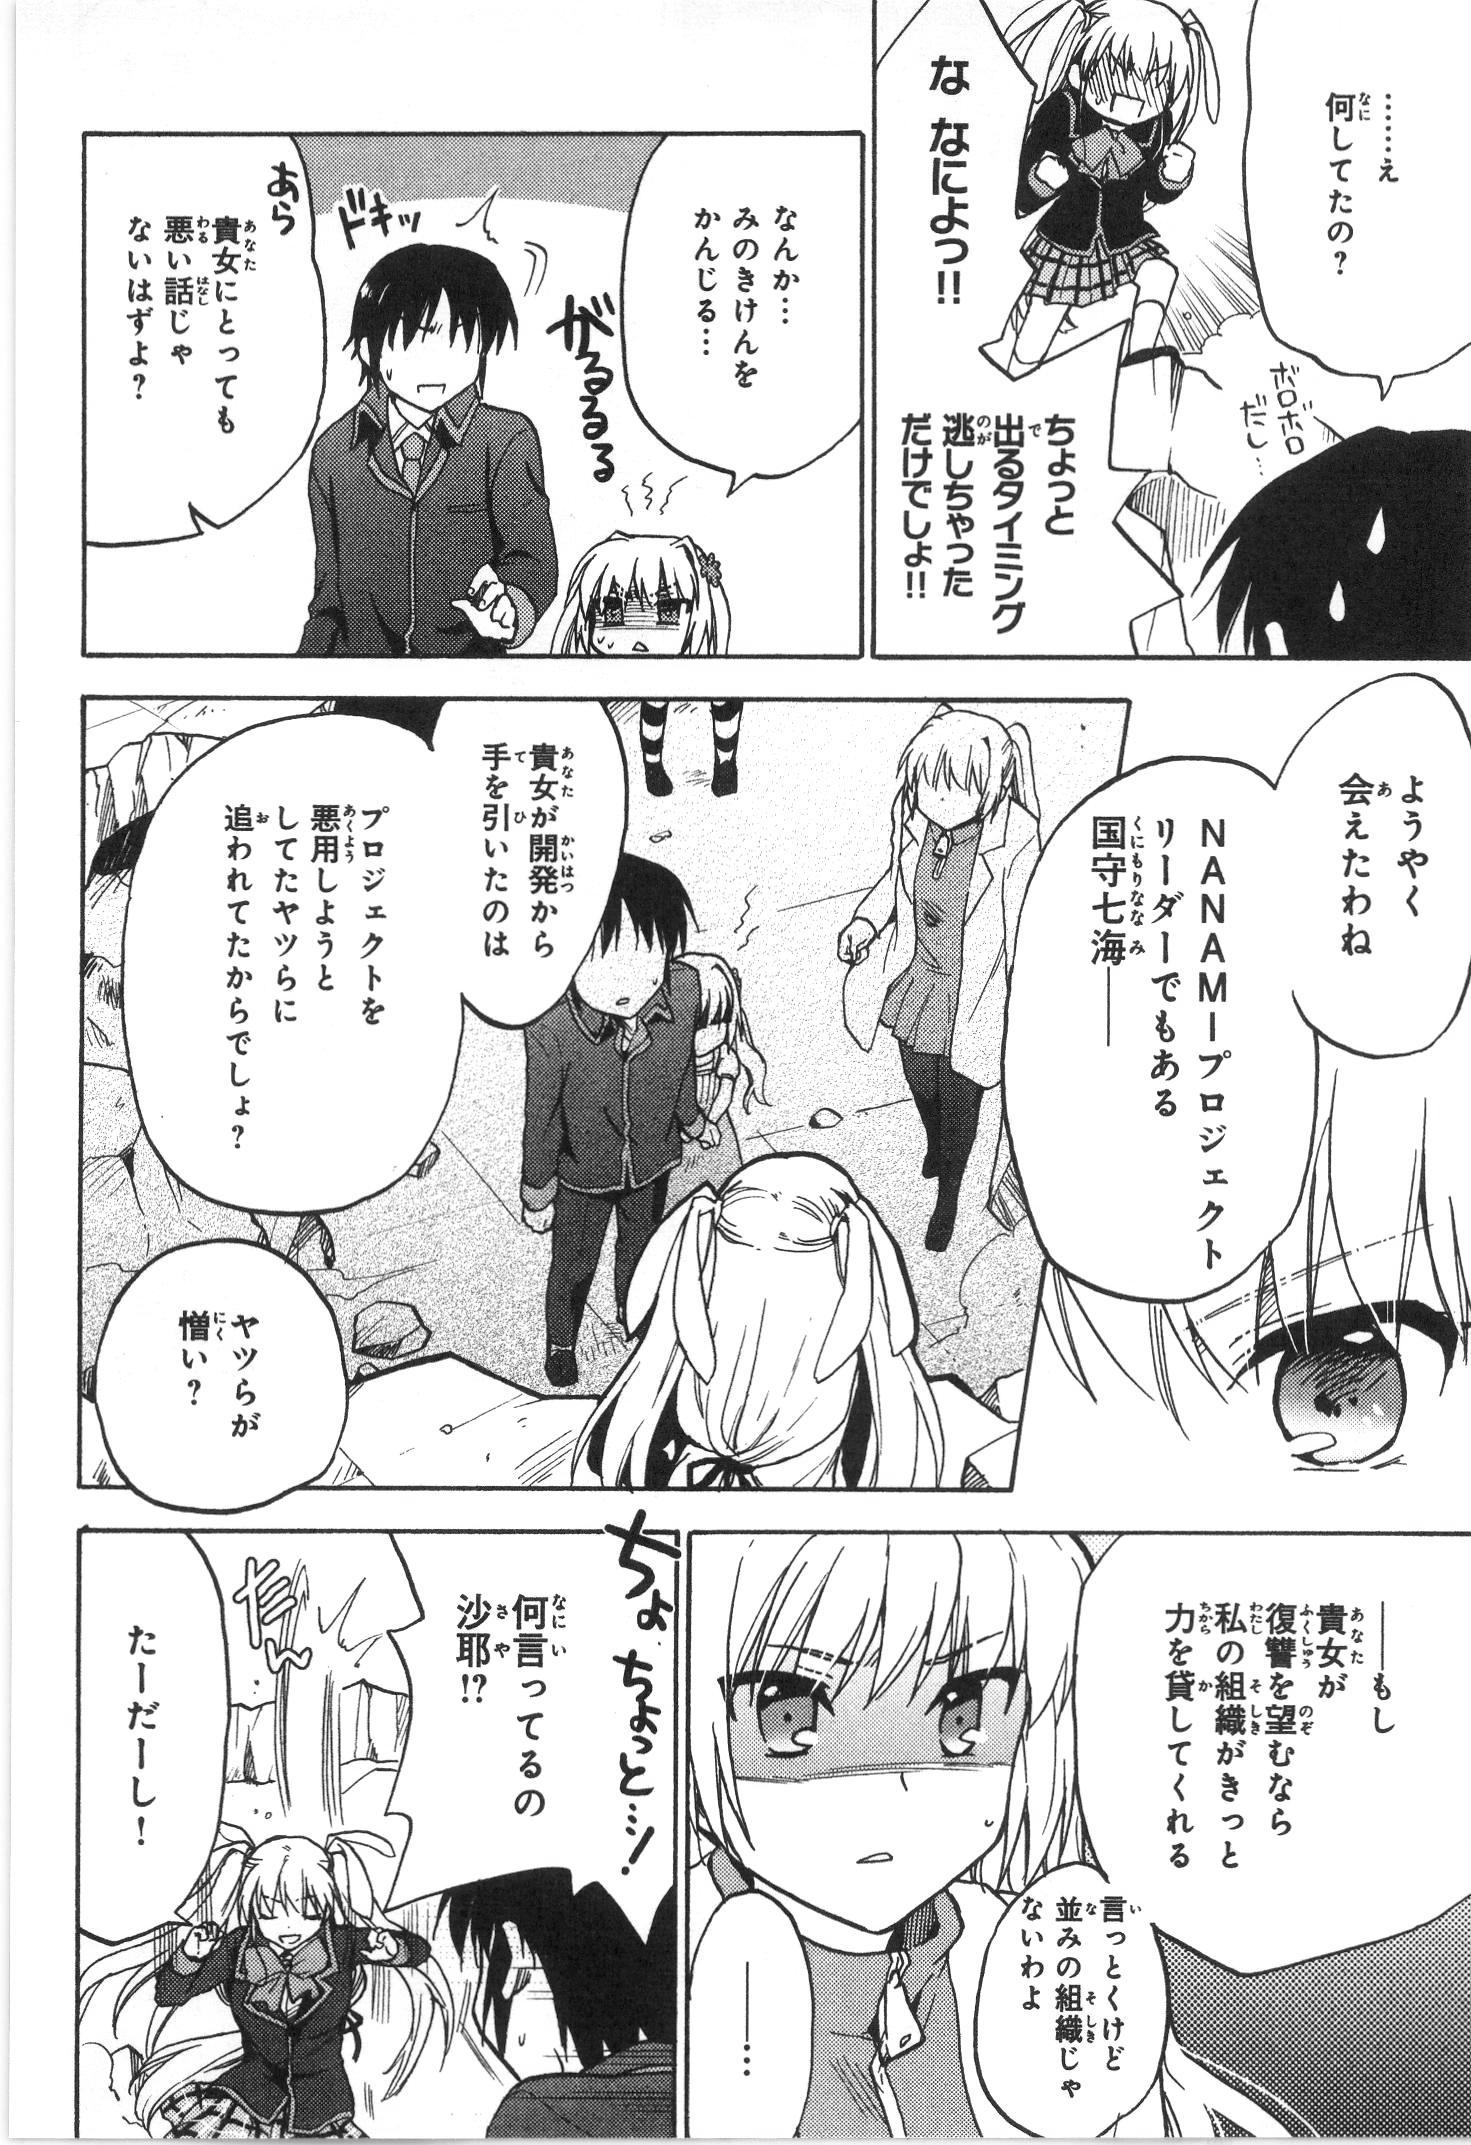 ……え
何してたの？
な なによっ!!
ボロボロ
だし…
ちょっと
出るタイミング
逃しちゃった
だけでしょ!!
なんか…
みのきけんを
かんじる…
がるるるる
ドキッ
あら
貴女にとっても
悪い話じゃ
ないはずよ？
ようやく
会えたわね
NANAMIープロジェクト
リーダーでもある
国守七海――
貴女が開発から
手を引いたのは
プロジェクトを
悪用しようと
してたヤツらに
追われてたからでしょ？
ヤツらが
憎い？
――もし
貴女が
復讐を望むなら
私の組織がきっと
力を貸してくれる
言っとくけど
並みの組織じゃ
ないわよ
――…
ちょ ちょっと…!
何言ってるの
沙耶!?
たーだーし！